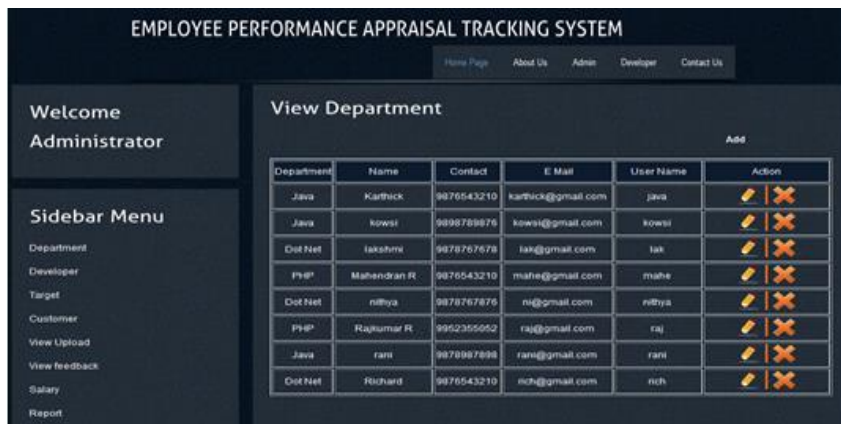 EMPLOYEE PERFORMANCE APPRAISAL TRACKING SYSTEM
Home Page About Us Admin Developer Contact Us
Welcome
Administrator
Sidebar Menu
Department
Developer
Target
Customer
View Upload
View feedback
Salary
Report
View Department
Add
Department Name Contact E Mail User Name Action
Java Karthick 9876543210 karthick@gmail.com java
Java kowsi 9898789876 kowsi@gmail.com kowsi
Dot Net lakshmi 9878767678 lak@gmail.com lak
PHP Mahendran R 9876543210 mahe@gmail.com mahe
Dot Net nithya 9878767876 ni@gmail.com nithya
PHP Rajkumar R 9952355052 raj@gmail.com raj
Java rani 9878987898 rani@gmail.com rani
Dot Net Richard 9876543210 rich@gmail.com rich